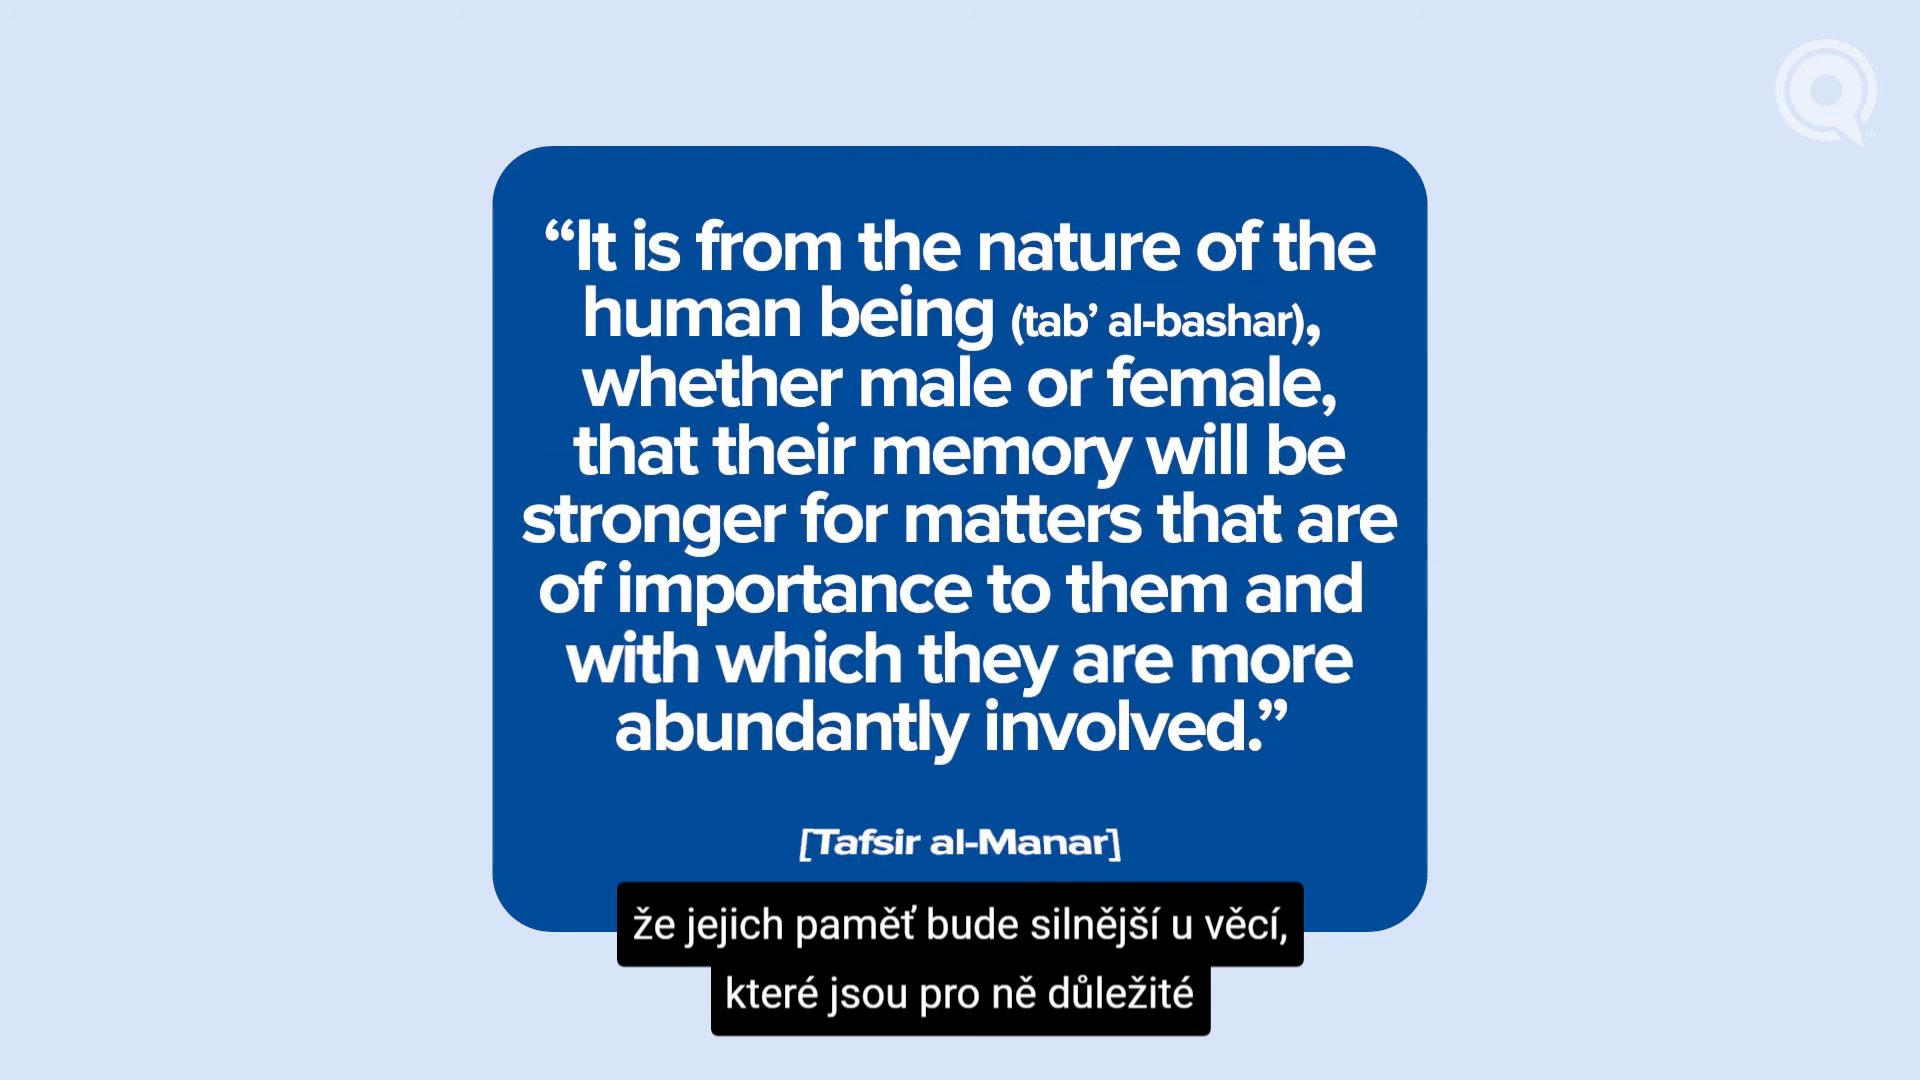 “It is from the nature of the
human being (tab’ al-bashar),
whether male or female,
that their memory will be
stronger for matters that are
of importance to them and
with which they are more
abundantly involved.”
[Tafsir al-Manar]
že jejich paměť bude silnější u věcí,
které jsou pro ně důležité